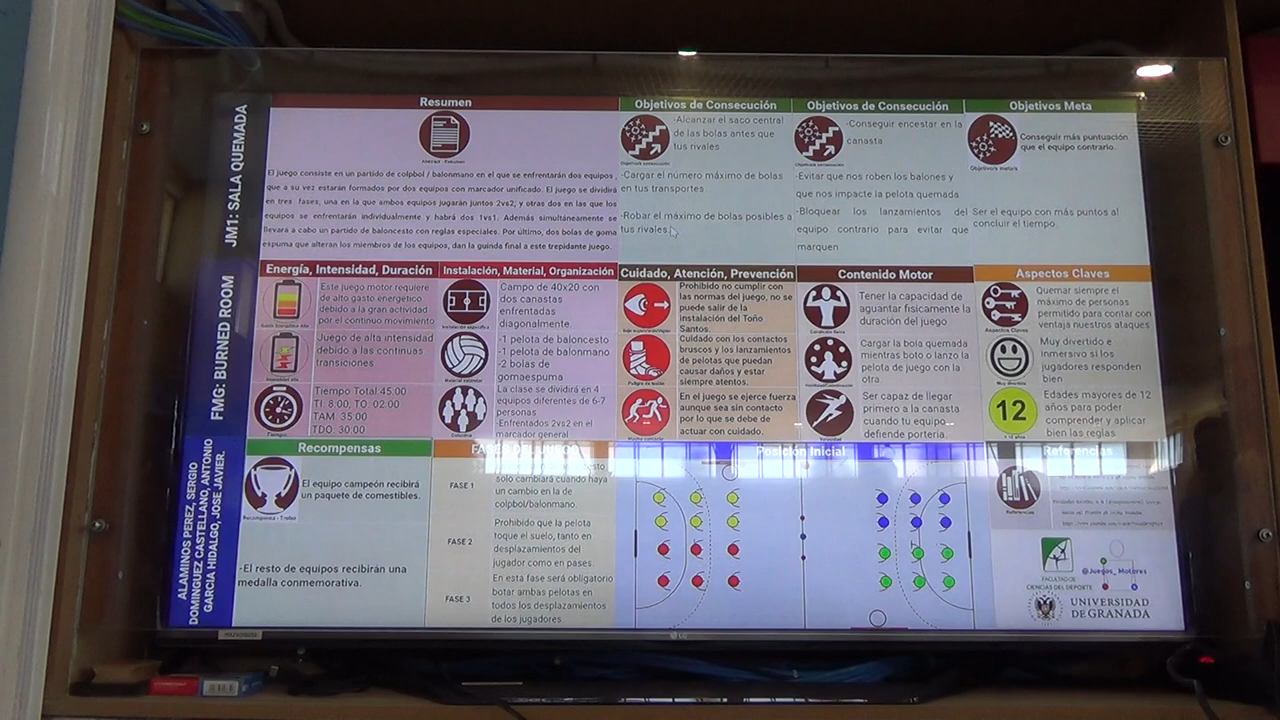 JM1: SALA QUEMADA
FMG: BURNED ROOM
ALAMINOS PEREZ, SERGIO
DOMINGUEZ CASTELLANO, ANTONIO
GARCIA HIDALGO, JOSE JAVIER.
Resumen
Abstract - Resumen
El juego consiste en un partido de colpbol / balonmano en el que se enfrentarán dos equipos ,
que a su vez estarán formados por dos equipos con marcador unificado. El juego se dividirá
en tres fases, una en la que ambos equipos jugarán juntos 2vs2; y otras dos en las que los
equipos se enfrentarán individualmente y habrá dos 1vs1. Además simultáneamente se
llevará a cabo un partido de baloncesto con reglas especiales. Por último, dos bolas de goma
espuma que alteran los miembros de los equipos, dan la guinda final a este trepidante juego.
Objetivos de Consecución
-Alcanzar el saco central
de las bolas antes que
tus rivales
-Cargar el número máximo de bolas
en tus transportes
-Robar el máximo de bolas posibles a
tus rivales
Objetivos de Consecución
-Conseguir encestar en la
canasta
-Evitar que nos roben los balones y
que nos impacte la pelota quemada
-Bloquear los lanzamientos del
equipo contrario para evitar que
marquen
Objetivos Meta
Conseguir más puntuación
que el equipo contrario.
Ser el equipo con más puntos al
concluir el tiempo.
Energía, Intensidad, Duración
Este juego motor requiere
de alto gasto energético
debido a la gran actividad
por el continuo movimiento
Juego de alta intensidad
debido a las continuas
transiciones
Tiempo Total:45:00
TI: 8:00, TO: 02:00
TAM: 35:00
TDO: 30:00
Tiempo
Instalación, Material, Organización
Campo de 40x20 con
dos canastas
enfrentadas
diagonalmente.
-1 pelota de baloncesto
-1 pelota de balonmano
-2 bolas de
gomaespuma
La clase se dividirá en 4
equipos diferentes de 6-7
personas
-Enfrentados 2vs2 en el
marcador general
Cuidado, Atención, Prevención
Prohibido no cumplir con
las normas del juego, no se
puede salir de la
instalación del Toño
Santos.
Cuidado con los contactos
bruscos y los lanzamientos
de pelotas que puedan
causar daños y estar
siempre atentos.
En el juego se ejerce fuerza
aunque sea sin contacto
por lo que se debe de
actuar con cuidado.
Contenido Motor
Tener la capacidad de
aguantar físicamente la
duración del juego
Cargar la bola quemada
mientras boto o lanzo la
pelota de juego con la
otra.
Ser capaz de llegar
primero a la canasta
cuando tu equipo
defiende portería.
Velocidad
Aspectos Claves
Aspectos Claves
Quemar siempre el
máximo de personas
permitido para contar con
ventaja nuestros ataques
Muy divertido e
inmersivo si los
jugadores responden
bien
Muy divertido
12
Edades mayores de 12
años para poder
comprender y aplicar
bien las reglas
Recompensas
Recompensa - Trofeo
El equipo campeón recibirá
un paquete de comestibles.
-El resto de equipos recibirán una
medalla conmemorativa.
FASES DEL JUEGO
FASE 1
solo cambiará cuando haya
un cambio en la de
colpbol/balonmano.
FASE 2
Prohibido que la pelota
toque el suelo, tanto en
desplazamientos del
jugador como en pases.
FASE 3
En esta fase será obligatorio
botar ambas pelotas en
todos los desplazamientos
de los jugadores
Posición Inicial
Referencias
Referencias
FACULTAD DE
CIENCIAS DEL DEPORTE
@Juegos_Motores
UNIVERSIDAD
DE GRANADA
LG